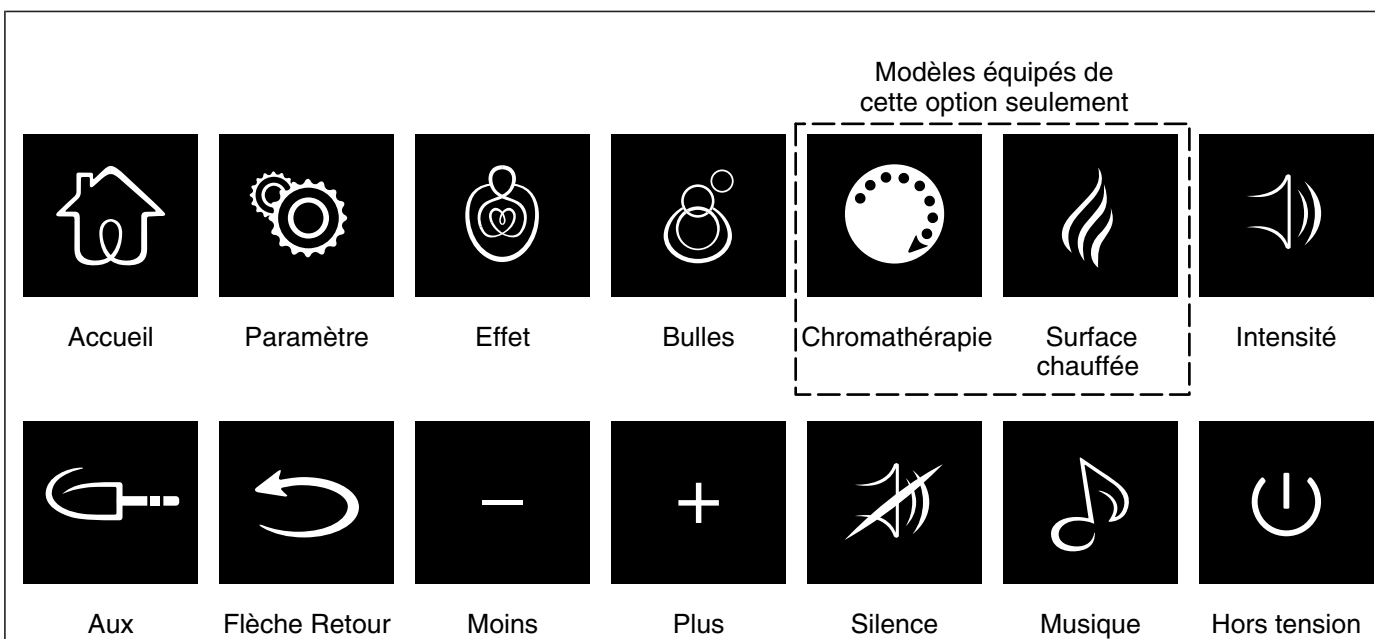 Modèles équipés de
cette option seulement
Accueil
Paramètre
Effet
Bulles
Chromathérapie
Surface
chauffée
Intensité
Aux
Flèche Retour
Moins
Plus
Silence
Musique
Hors tension